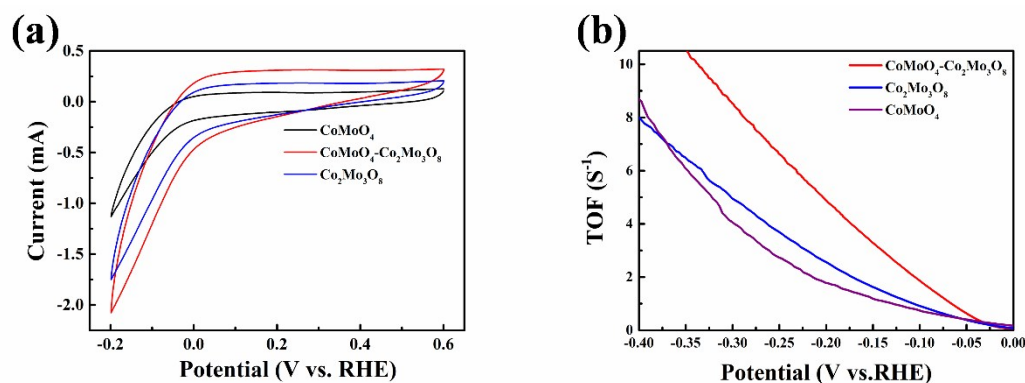 (a)
0.5
0.0
-0.5
-1.0
-1.5
-2.0
Current (mA)
CoMoO₄
CoMoO₄-Co₂Mo₃O₈
Co₂Mo₃O₈
-0.2 0.0 0.2 0.4 0.6
Potential (V vs. RHE)
(b)
10
8
6
4
2
0
TOF (S⁻¹)
CoMoO₄-Co₂Mo₃O₈
Co₂Mo₃O₈
CoMoO₄
-0.40 -0.35 -0.30 -0.25 -0.20 -0.15 -0.10 -0.05 0.00
Potential (V vs.RHE)